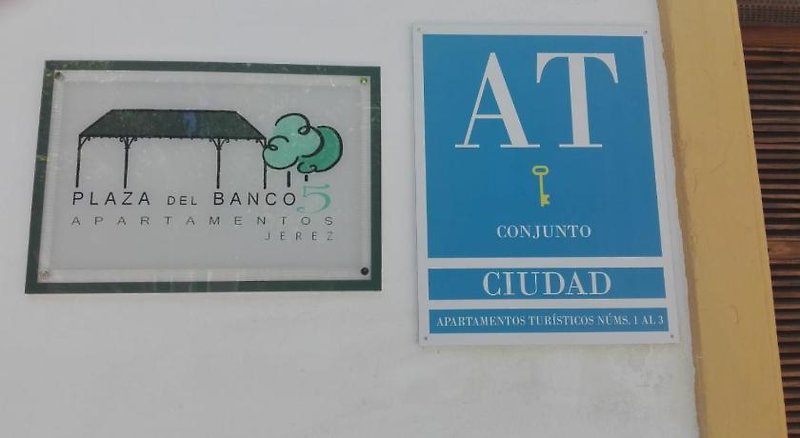 PLAZA DEL BANCO 5
APARTAMENTOS
JEREZ
AT
CONJUNTO
CIUDAD
APARTAMENTOS TURÍSTICOS NÚMS. 1 AL 3